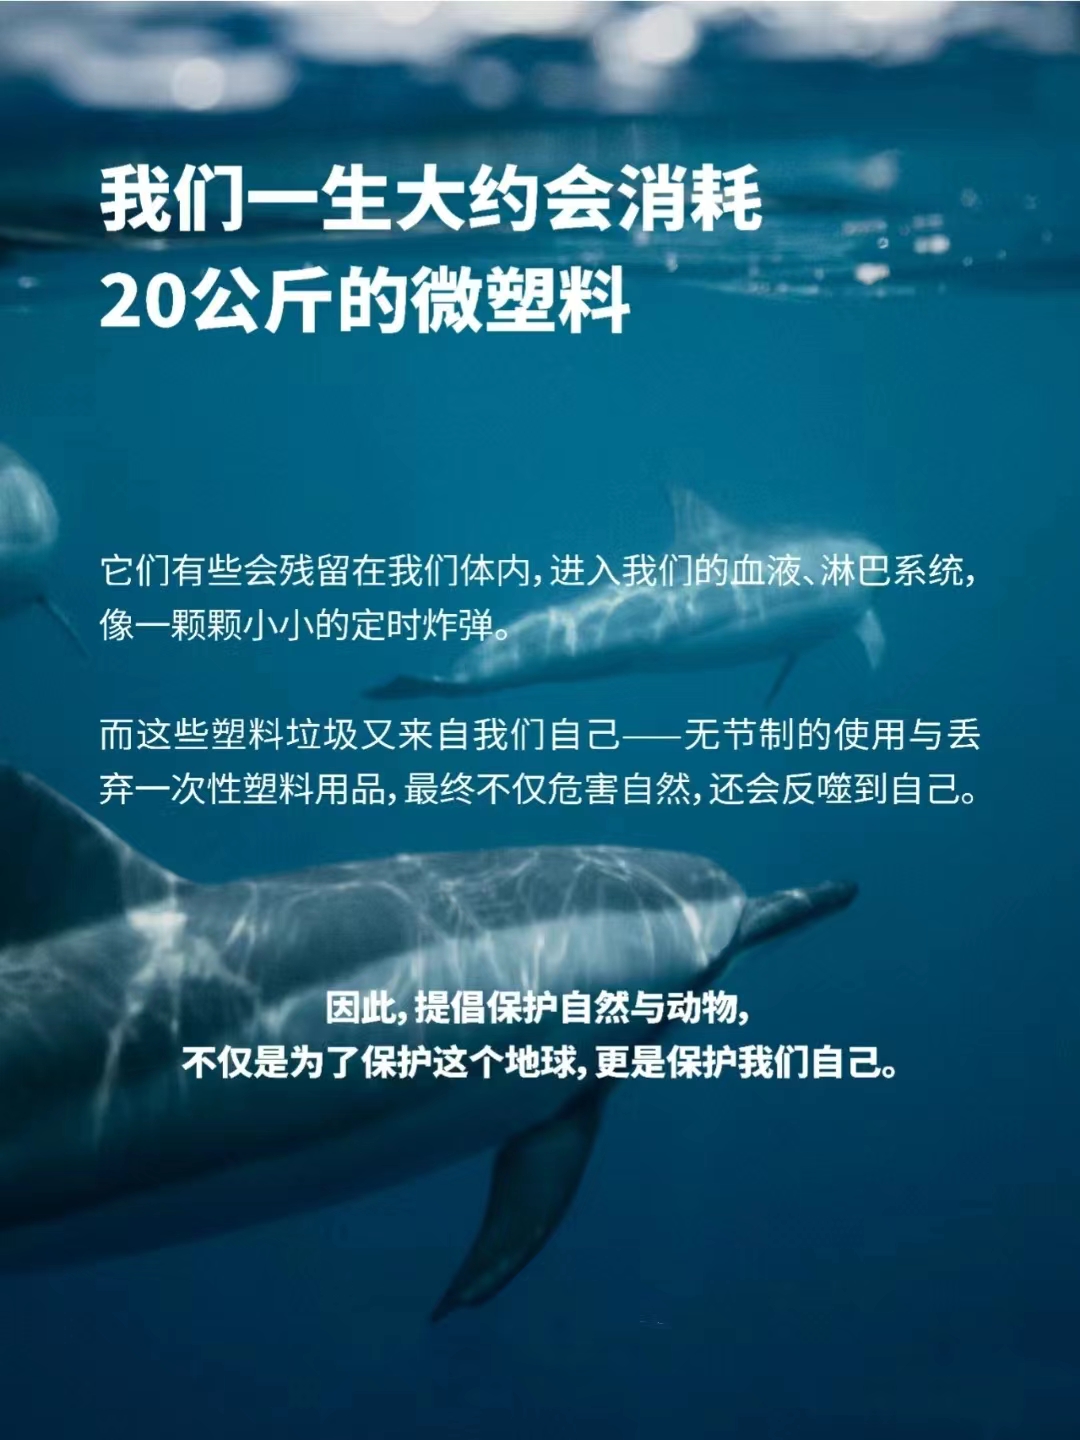 我们一生大约会消耗
20公斤的微塑料
它们有些会残留在我们体内，进入我们的血液、淋巴系统，
像一颗颗小小的定时炸弹。
而这些塑料垃圾又来自我们自己——无节制的使用与丢
弃一次性塑料用品，最终不仅危害自然，还会反噬到自己。
因此，提倡保护自然与动物，
不仅是为了保护这个地球，更是保护我们自己。